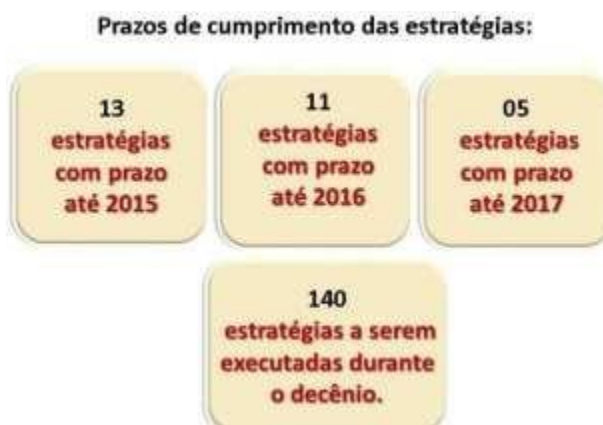 Prazos de cumprimento das estratégias:
13
estratégias
com prazo
até 2015
11
estratégias
com prazo
até 2016
05
estratégias
com prazo
até 2017
140
estratégias a serem
executadas durante
o decênio.